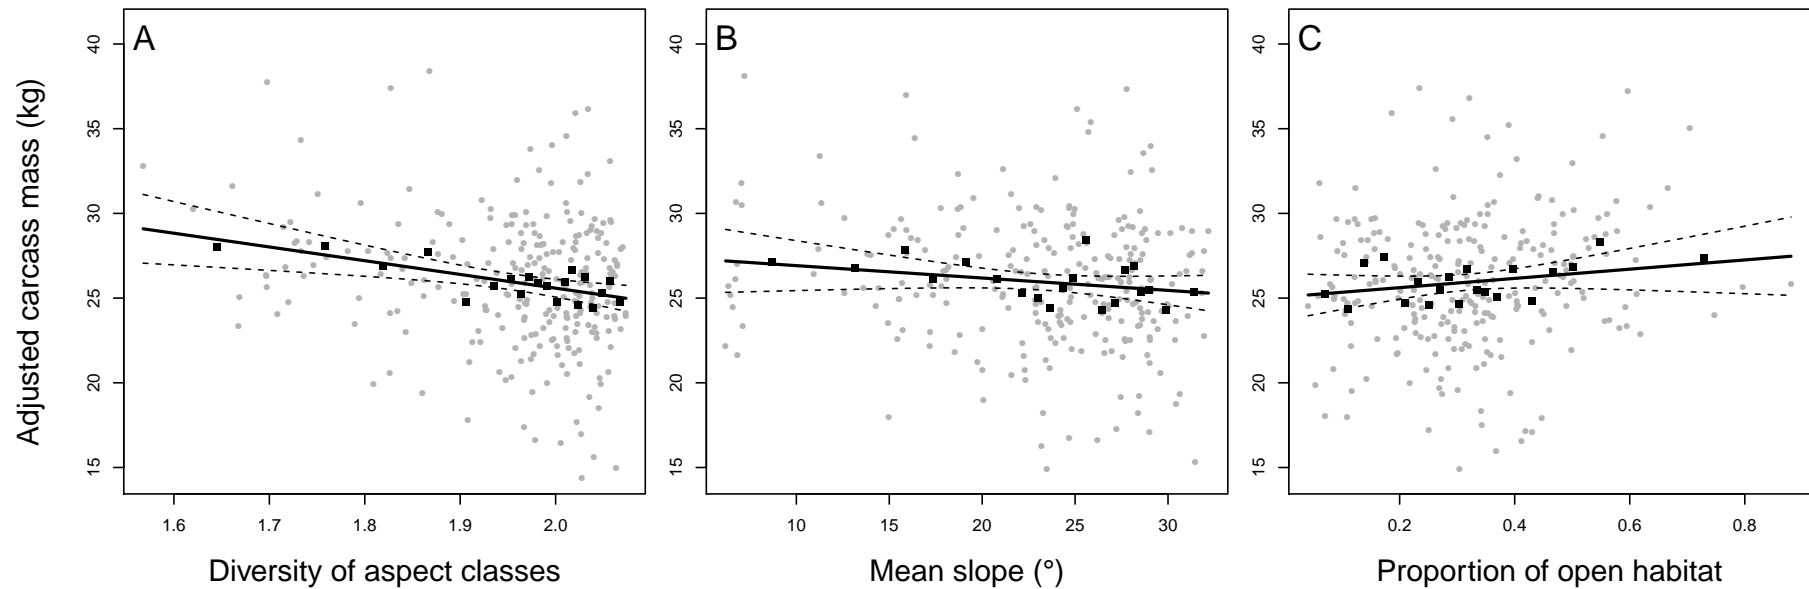 A
B
C
Adjusted carcass mass (kg)
40
35
30
25
20
15
40
35
30
25
20
15
40
35
30
25
20
15
1.6 1.7 1.8 1.9 2.0
10 15 20 25 30
0.2 0.4 0.6 0.8
Diversity of aspect classes
Mean slope (°)
Proportion of open habitat